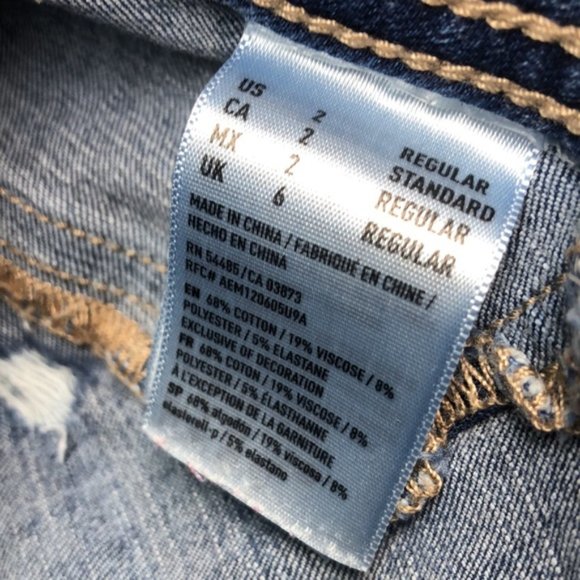 US 2 REGULAR
CA 2 STANDARD
MX 2 REGULAR
UK 6 REGULAR
MADE IN CHINA / FABRIQUÉ EN CHINE /
HECHO EN CHINA
RN 54485/CA 03873
RFC# AEM120605U9A
EN 68% COTTON / 19% VISCOSE / 8%
POLYESTER / 5% ELASTANE
EXCLUSIVE OF DECORATION
FR 68% COTON / 19% VISCOSE / 8%
POLYESTER / 5% ÉLASTHANNE
À L'EXCEPTION DE LA GARNITURE
SP 68% algodón / 19% viscosa / 8%
elasterell-p / 5% elastano